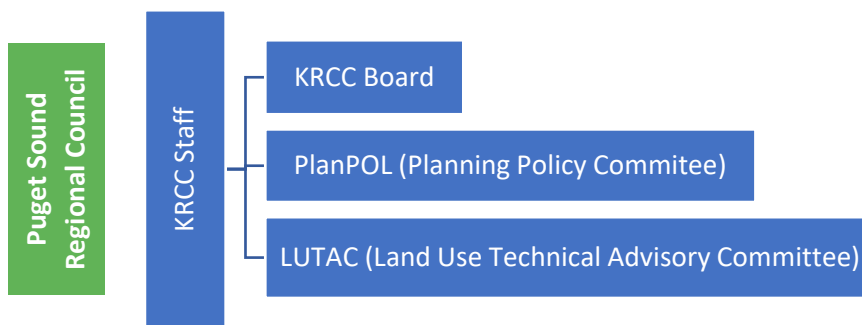 Puget Sound
Regional Council
KRCC Staff
KRCC Board
PlanPOL (Planning Policy Commitee)
LUTAC (Land Use Technical Advisory Committee)